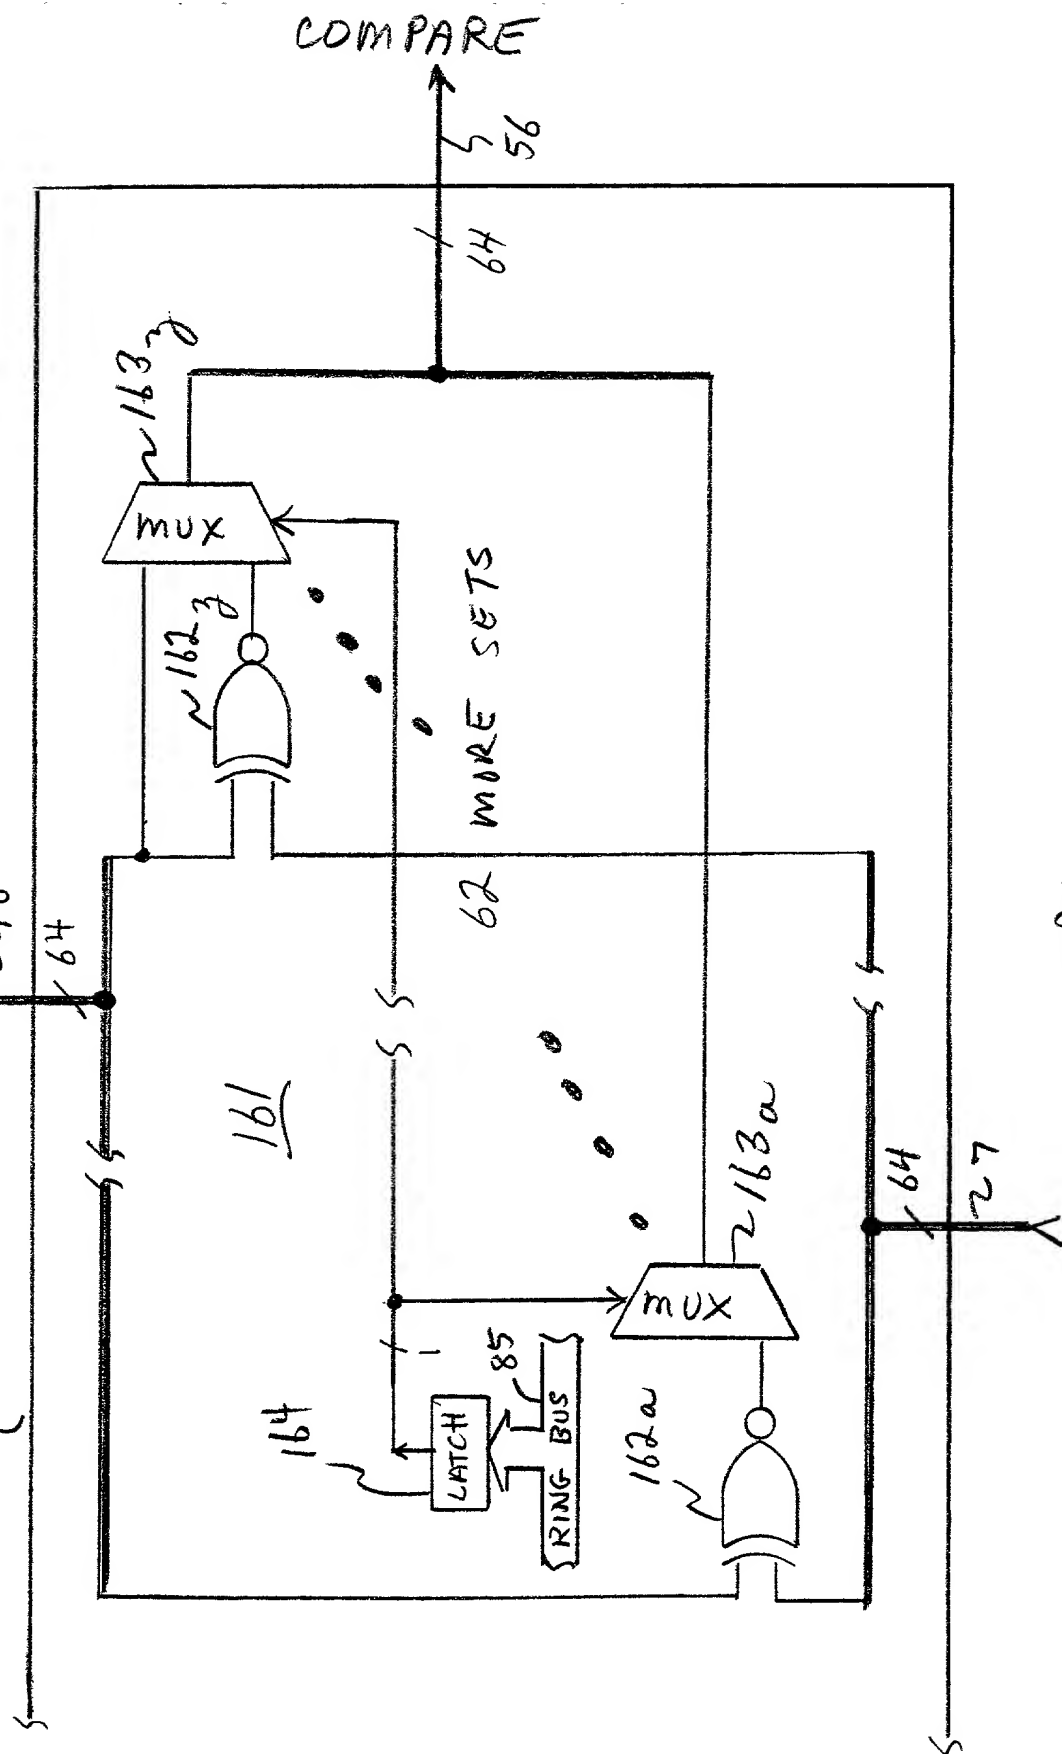 COMPARE
56
64
163z
MUX
162z
62 MORE SETS
64
161
163a
MUX
64
27
1
85
164
LATCH
RING BUS
162a